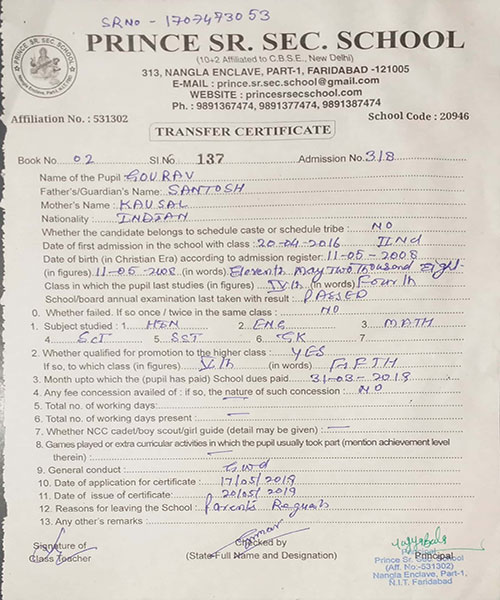 SRNO - 1707473053
PRINCE SR. SEC. SCHOOL
PRINCE SR. SEC. SCHOOL
Nangla Enclave, Part-1, Faridabad
(10+2 Affiliated to C.B.S.E., New Delhi)
313, NANGLA ENCLAVE, PART-1, FARIDABAD -121005
E-MAIL : prince.sr.sec.school@gmail.com
WEBSITE : princesrsecschool.com
Ph. : 9891367474, 9891377474, 9891387474
Affiliation No. : 531302 School Code : 20946
TRANSFER CERTIFICATE
Book No. 02 Sl No 137 Admission No. 318
Name of the Pupil : GOURAV
Father's/Guardian's Name : SANTOSH
Mother's Name : KAUSAL
Nationality : INDIAN
Whether the candidate belongs to schedule caste or schedule tribe : NO
Date of first admission in the school with class : 20-04-2016 IInd
Date of birth (in Christian Era) according to admission register : 11-05-2008
(in figures) 11-05-2008 (in words) Eleventh May Two Thousand Eight
Class in which the pupil last studies (in figures) IVth (in words) Fourth
School/board annual examination last taken with result : PASSED
0. Whether failed. If so once / twice in the same class : NO
1. Subject studied : 1. HIN 2. ENG 3. MATH
4. SCI 5. SST 6. GK 7.
2. Whether qualified for promotion to the higher class : YES
If so, to which class (in figures) Vth (in words) FIFTH
3. Month upto which the (pupil has paid) School dues paid 31-03-2019
4. Any fee concession availed of : if so, the nature of such concession : NO
5. Total no. of working days :
6. Total no. of working days present :
7. Whether NCC cadet/boy scout/girl guide (detail may be given) :
8. Games played or extra curricular activities in which the pupil usually took part (mention achievement level
therein) :
9. General conduct : Gwd
10. Date of application for certificate : 17/05/2019
11. Date of issue of certificate : 20/05/2019
12. Reasons for leaving the School : Parents Request
13. Any other's remarks :
Signature of Checked by
Class Teacher (State Full Name and Designation) Principal
Prince Sr. Sec. School
(Aff. No.-531302)
Nangla Enclave, Part-1,
N.I.T. Faridabad